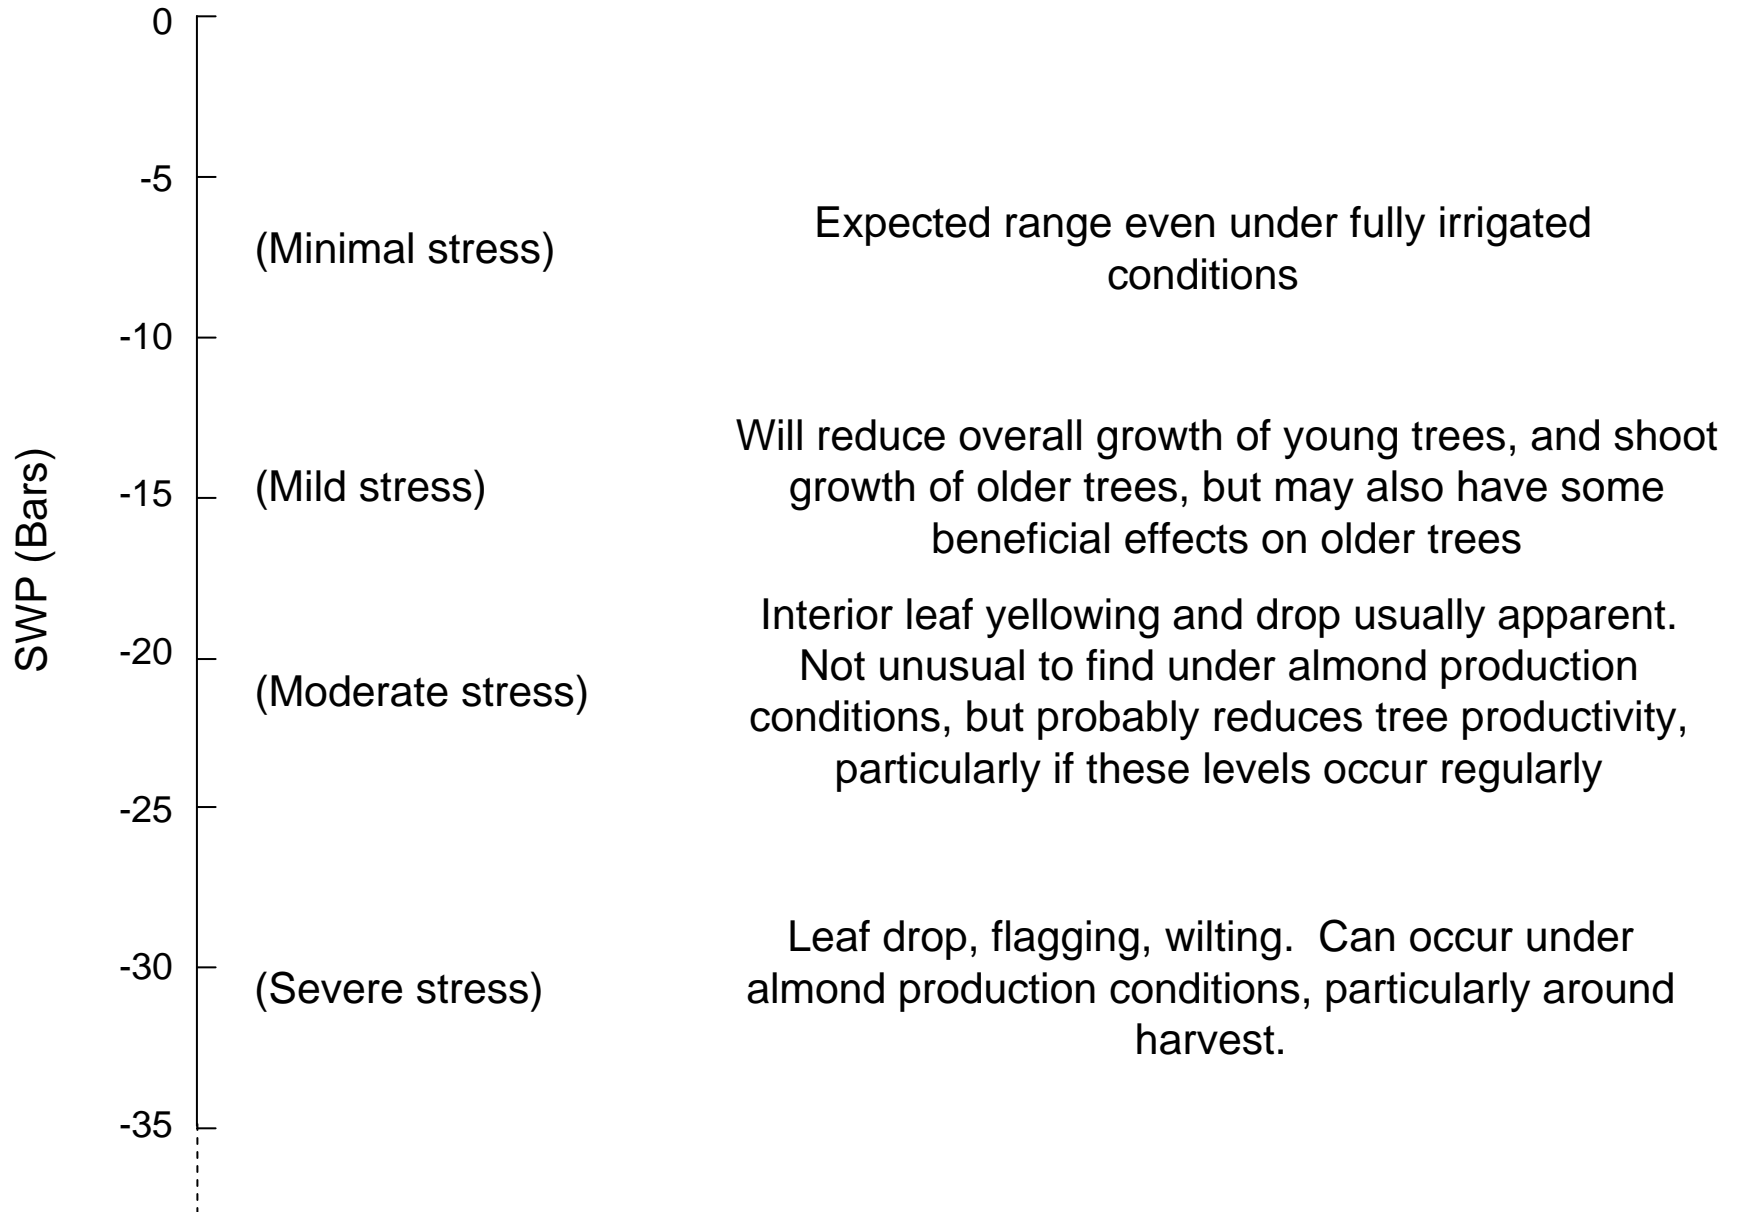 0
-5
(Minimal stress)
Expected range even under fully irrigated
conditions
-10
SWP (Bars)
Will reduce overall growth of young trees, and shoot
-15
(Mild stress)
growth of older trees, but may also have some
beneficial effects on older trees
Interior leaf yellowing and drop usually apparent.
-20
(Moderate stress)
Not unusual to find under almond production
conditions, but probably reduces tree productivity,
particularly if these levels occur regularly
-25
Leaf drop, flagging, wilting.  Can occur under
-30
(Severe stress)
almond production conditions, particularly around
harvest.
-35